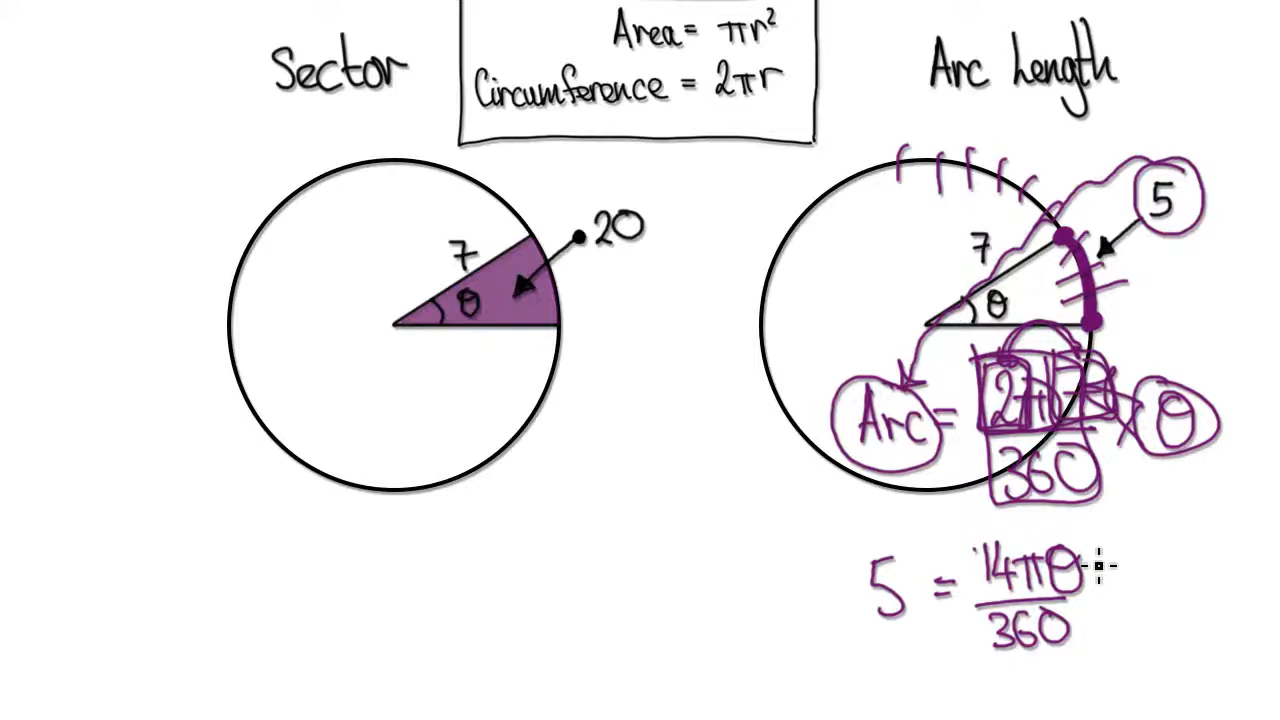 Area = πr²
Sector
Circumference = 2πr
Arc Length
7
θ
20
7
θ
5
Arc = 2π × θ
360
5 = 14πθ
360